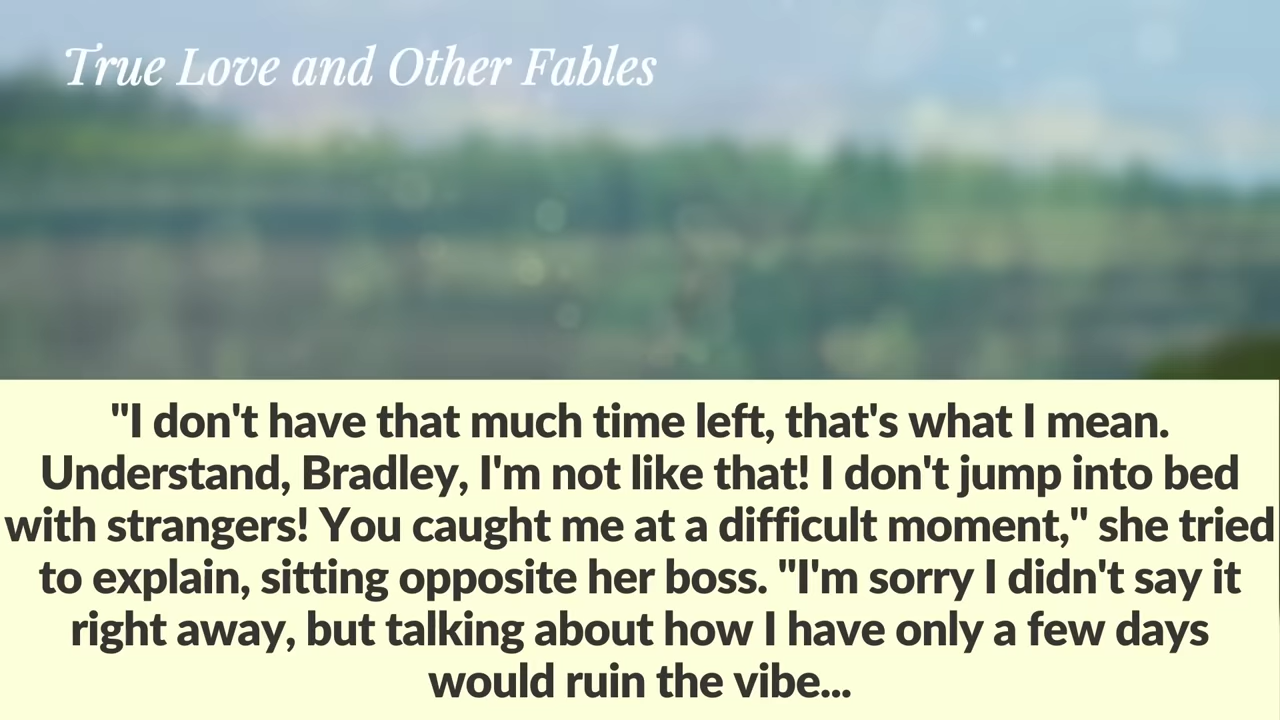 True Love and Other Fables
"I don't have that much time left, that's what I mean.
Understand, Bradley, I'm not like that! I don't jump into bed
with strangers! You caught me at a difficult moment," she tried
to explain, sitting opposite her boss. "I'm sorry I didn't say it
right away, but talking about how I have only a few days
would ruin the vibe...